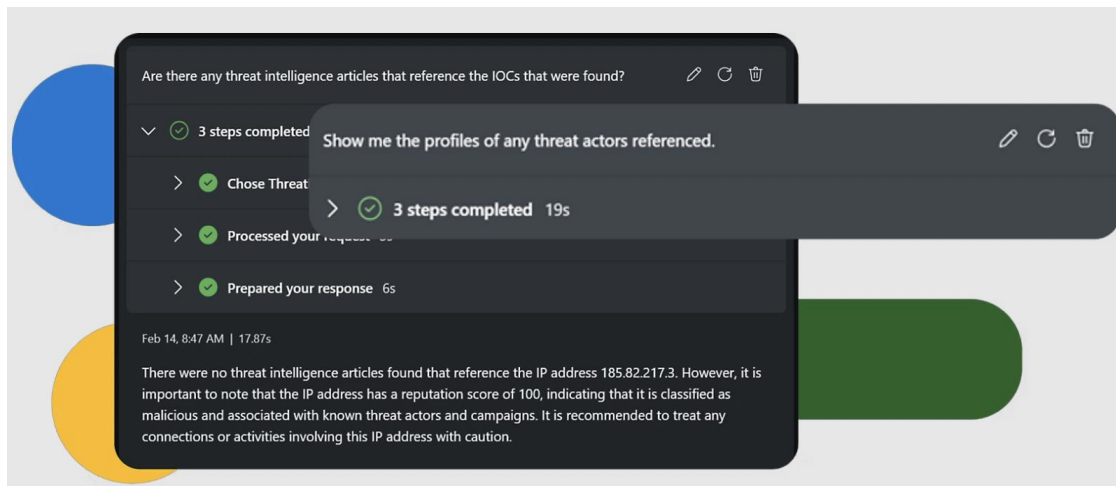 Are there any threat intelligence articles that reference the IOCs that were found?
3 steps completed
Show me the profiles of any threat actors referenced.
Chose Threat
3 steps completed 19s
Processed your
Prepared your response 6s
Feb 14, 8:47 AM | 17.87s
There were no threat intelligence articles found that reference the IP address 185.82.217.3. However, it is
important to note that the IP address has a reputation score of 100, indicating that it is classified as
malicious and associated with known threat actors and campaigns. It is recommended to treat any
connections or activities involving this IP address with caution.